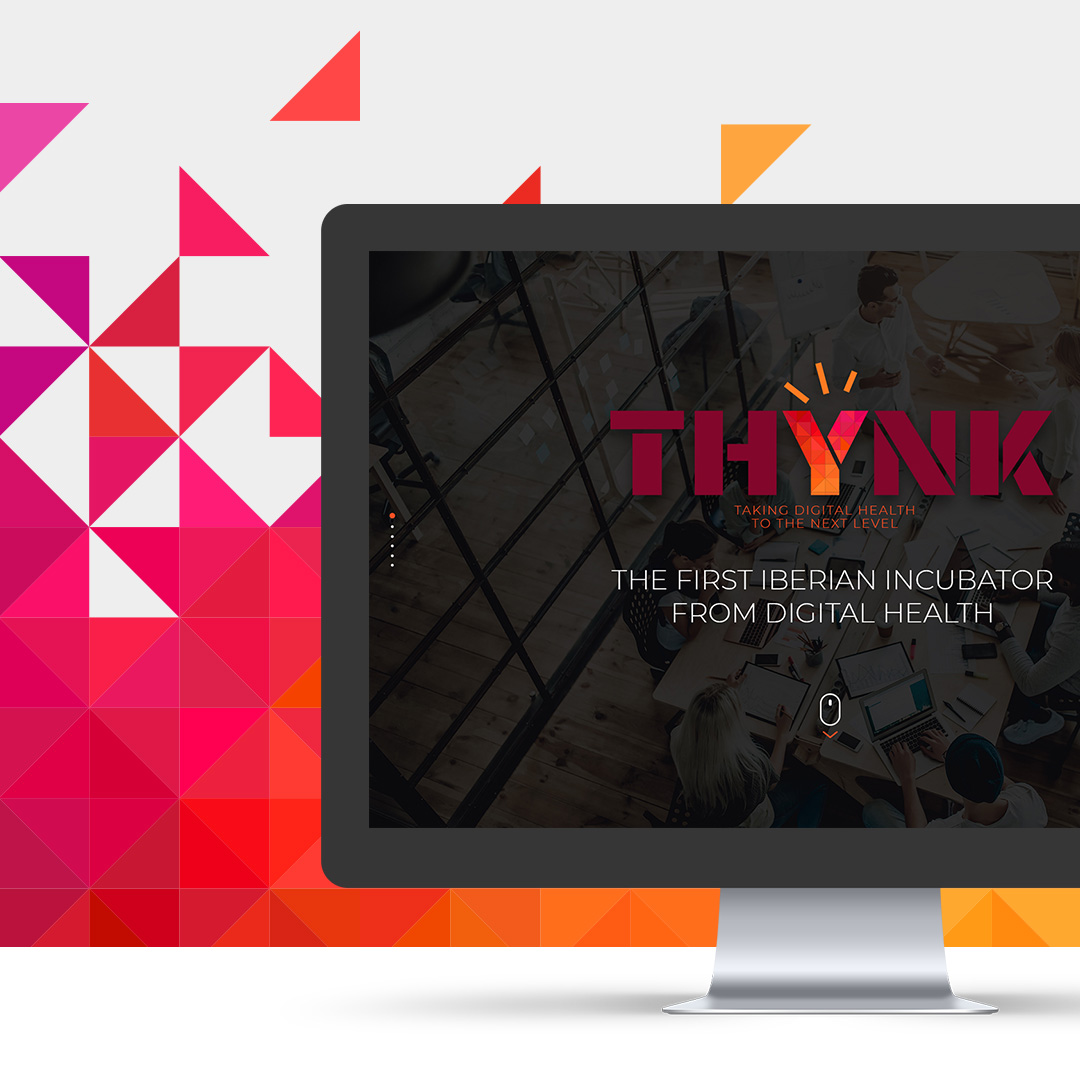 THYNK
TAKING DIGITAL HEALTH
TO THE NEXT LEVEL
THE FIRST IBERIAN INCUBATOR
FROM DIGITAL HEALTH